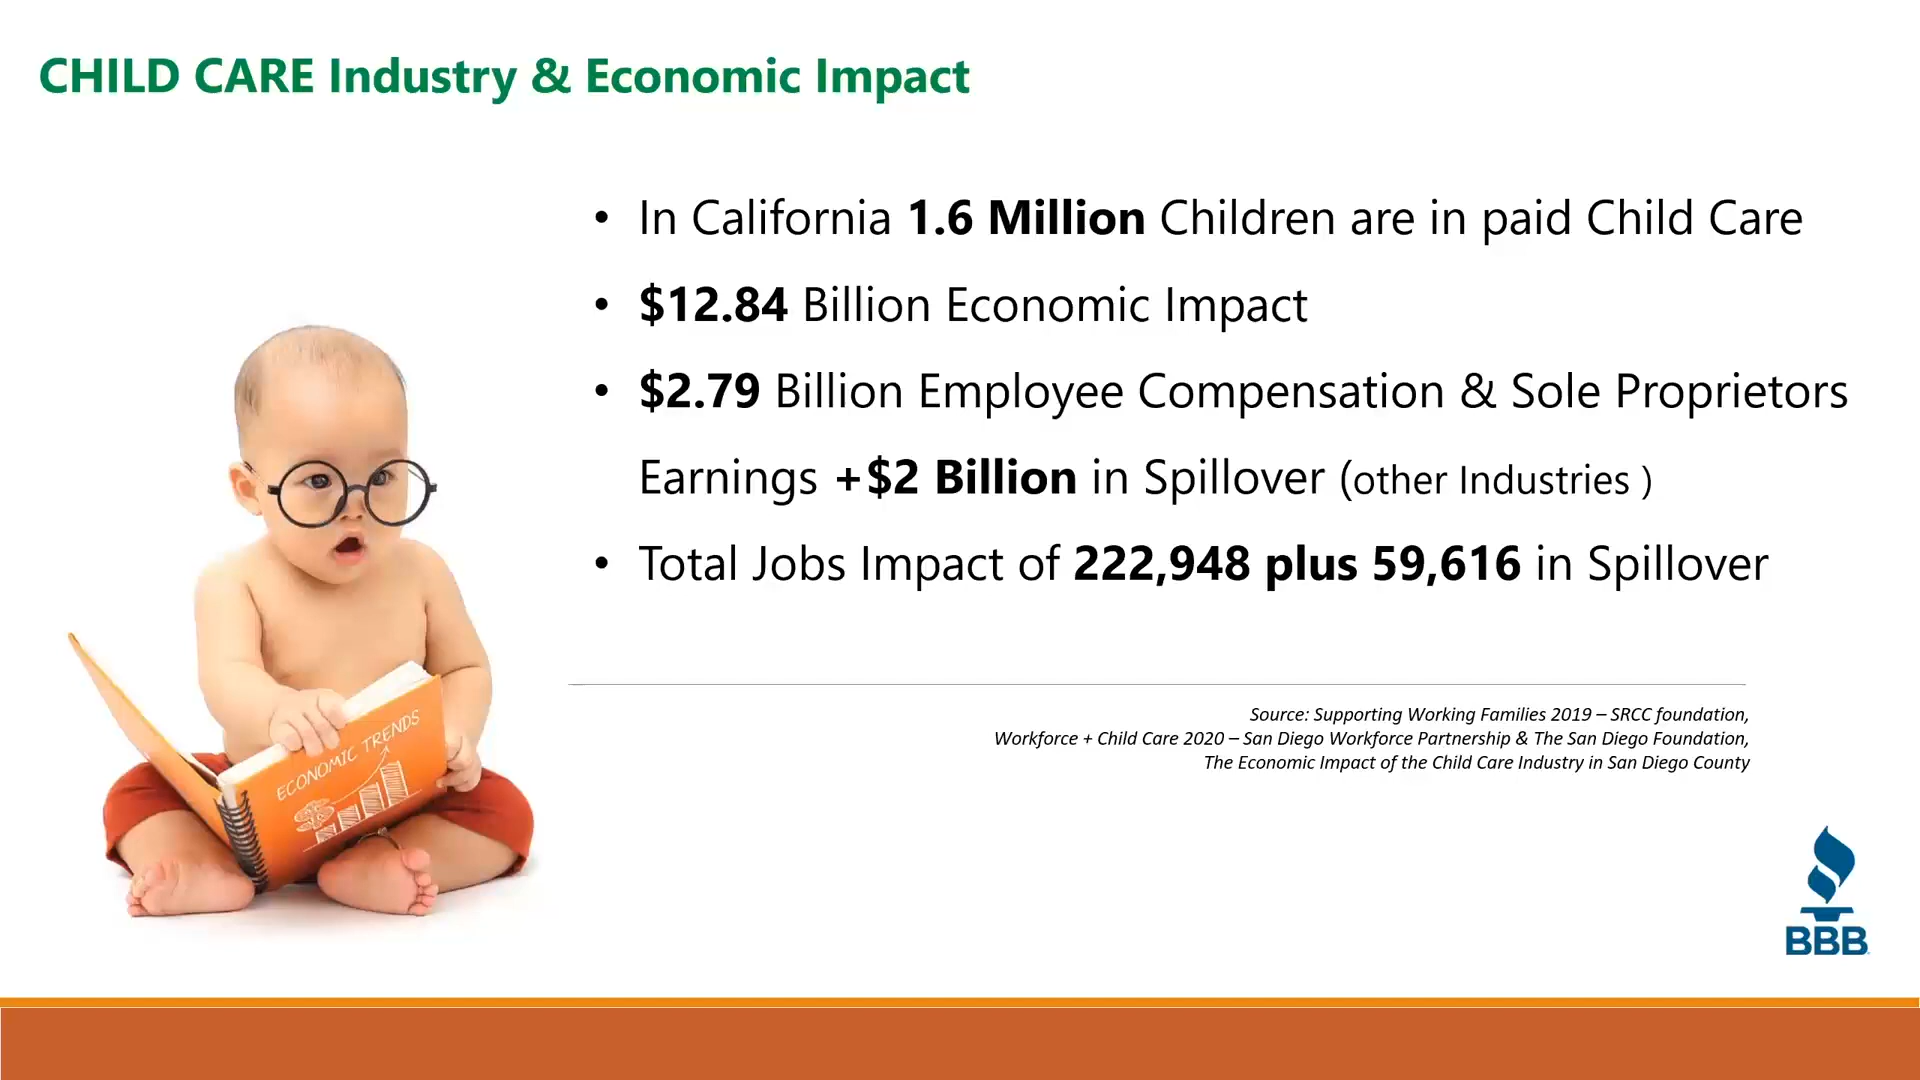 CHILD CARE Industry & Economic Impact
• In California 1.6 Million Children are in paid Child Care
• $12.84 Billion Economic Impact
• $2.79 Billion Employee Compensation & Sole Proprietors
Earnings +$2 Billion in Spillover (other Industries )
• Total Jobs Impact of 222,948 plus 59,616 in Spillover
Source: Supporting Working Families 2019 – SRCC foundation,
Workforce + Child Care 2020 – San Diego Workforce Partnership & The San Diego Foundation,
The Economic Impact of the Child Care Industry in San Diego County
ECONOMIC TRENDS
BBB